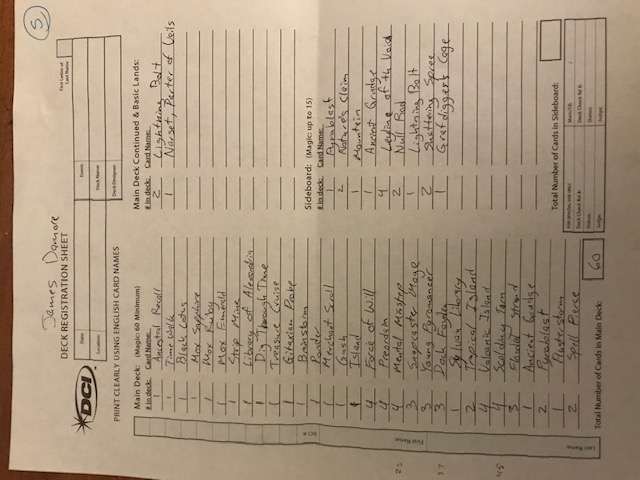 S
James Damore
DECK REGISTRATION SHEET
First Letter of
Last Name
DCI
Date:
Event:
Location:
Deck Name:
Deck Designer:
PRINT CLEARLY USING ENGLISH CARD NAMES
Main Deck: (Magic: 60 Minimum)
# in deck: Card Name:
1 Ancestral Recall
1 Time Walk
1 Black Lotus
1 Mox Sapphire
1 Mox Ruby
1 Mox Emerald
1 Strip Mine
1 Library of Alexandria
1 Dig Through Time
1 Treasure Cruise
1 Gitaxian Probe
1 Brainstorm
1 Ponder
1 Merchant Scroll
1 Gush
1 Island
4 Force of Will
4 Preordain
4 Mental Misstep
3 Snapcaster Mage
3 Young Pyromancer
3 Dack Fayden
1 Sylvan Library
2 Tropical Island
4 Volcanic Island
4 Scalding Tarn
3 Flooded Strand
1 Ancient Grudge
2 Pyroblast
1 Flusterstorm
2 Spell Pierce
Total Number of Cards in Main Deck: 60
Main Deck Continued & Basic Lands:
# in deck: Card Name:
2 Lightning Bolt
1 Narset, Parter of Veils
Sideboard: (Magic: up to 15)
# in deck: Card Name:
1 Pyroblast
2 Nature's Claim
1 Mountain
1 Ancient Grudge
4 Leyline of th Void
2 Null Rod
1 Lightning Bolt
2 Shattering Spree
1 Grafdigger's Cage
Total Number of Cards in Sideboard:
FOR OFFICIAL USE ONLY
Main/SB:
/
Deck Check Rd #:
Deck Check Rd #:
Status:
Status:
Judge:
Judge:
DCI #:
First Name:
Last Name:
37
45